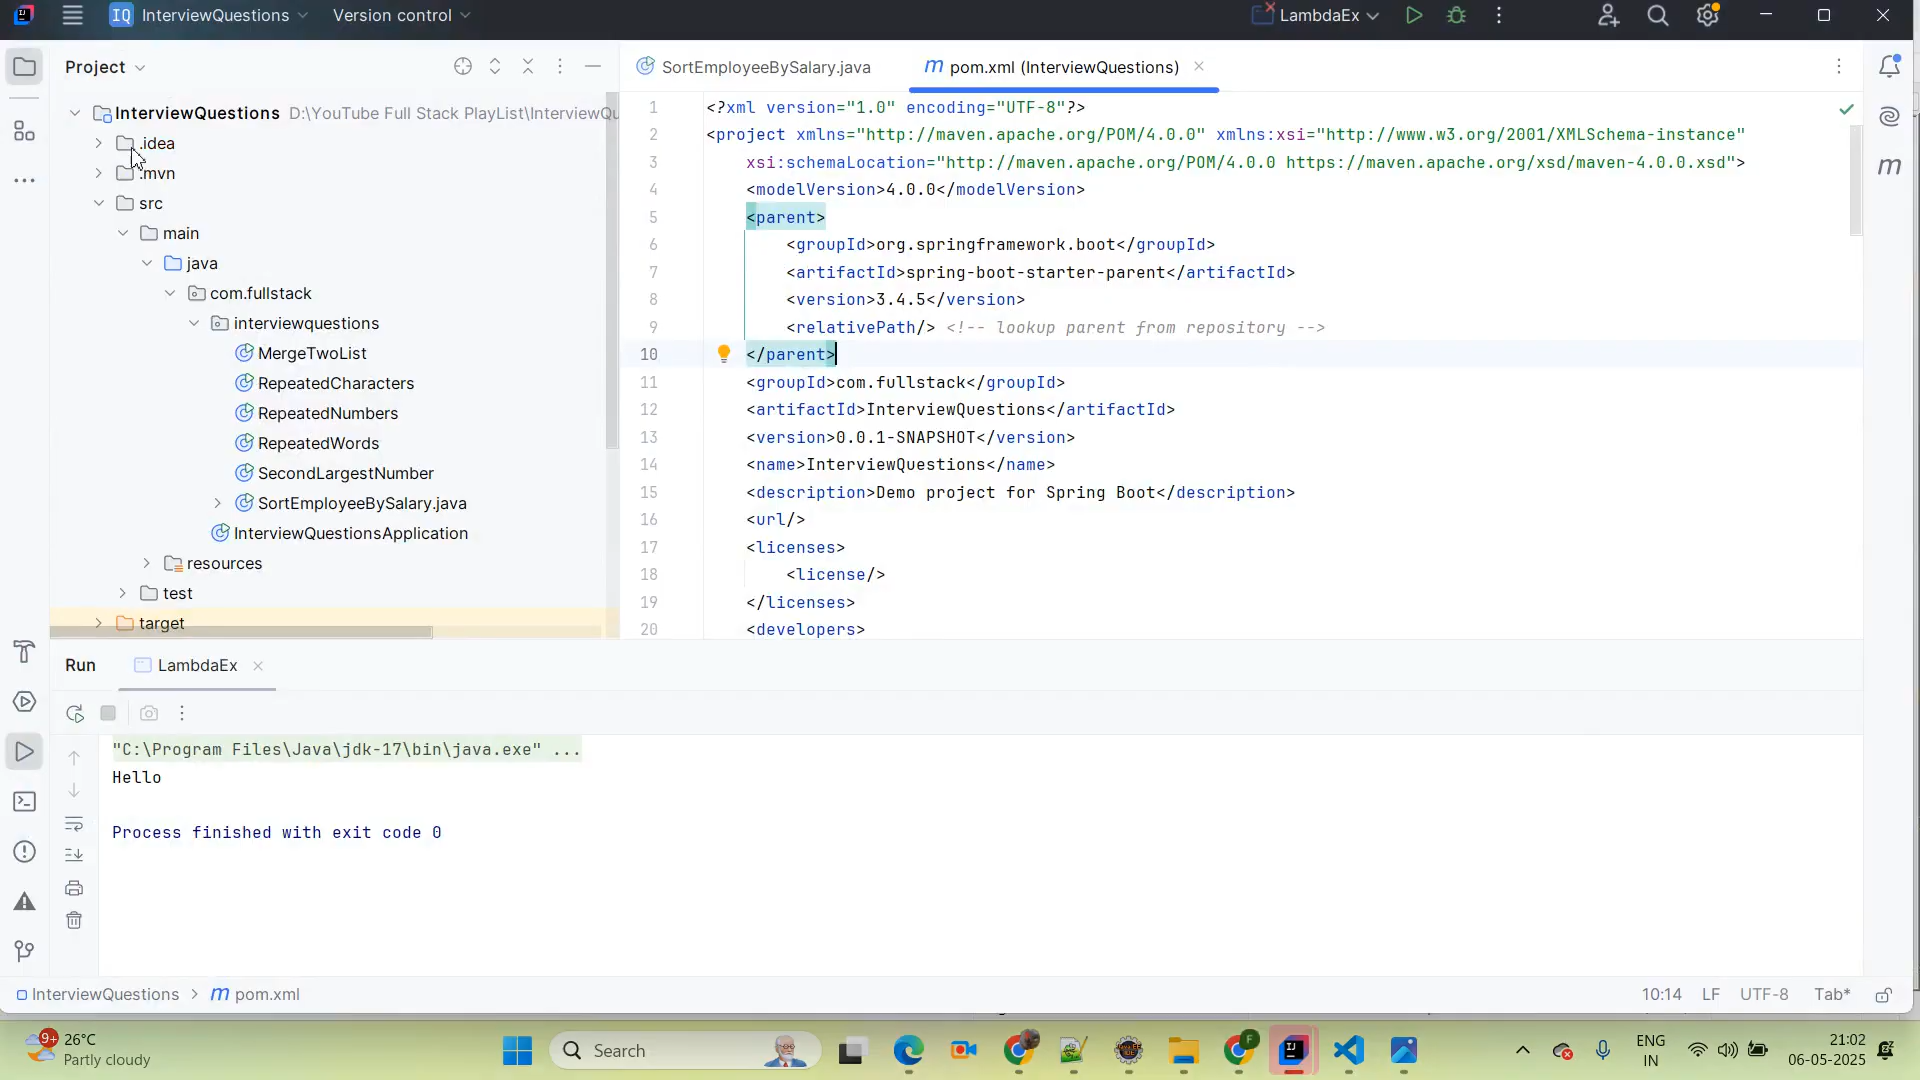 IQ InterviewQuestions Version control LambdaEx
Project
InterviewQuestions D:\YouTube Full Stack PlayList\InterviewQu
.idea
.mvn
src
main
java
com.fullstack
interviewquestions
MergeTwoList
RepeatedCharacters
RepeatedNumbers
RepeatedWords
SecondLargestNumber
SortEmployeeBySalary.java
InterviewQuestionsApplication
resources
test
target
SortEmployeeBySalary.java m pom.xml (InterviewQuestions)
1 <?xml version="1.0" encoding="UTF-8"?>
2 <project xmlns="http://maven.apache.org/POM/4.0.0" xmlns:xsi="http://www.w3.org/2001/XMLSchema-instance"
3 xsi:schemaLocation="http://maven.apache.org/POM/4.0.0 https://maven.apache.org/xsd/maven-4.0.0.xsd">
4 <modelVersion>4.0.0</modelVersion>
5 <parent>
6 <groupId>org.springframework.boot</groupId>
7 <artifactId>spring-boot-starter-parent</artifactId>
8 <version>3.4.5</version>
9 <relativePath/> <!-- lookup parent from repository -->
10 </parent>
11 <groupId>com.fullstack</groupId>
12 <artifactId>InterviewQuestions</artifactId>
13 <version>0.0.1-SNAPSHOT</version>
14 <name>InterviewQuestions</name>
15 <description>Demo project for Spring Boot</description>
16 <url/>
17 <licenses>
18 <license/>
19 </licenses>
20 <developers>
m
Run LambdaEx
"C:\Program Files\Java\jdk-17\bin\java.exe" ...
Hello
Process finished with exit code 0
InterviewQuestions > m pom.xml 10:14 LF UTF-8 Tab*
9+ 26°C
Partly cloudy
Search
ENG
IN
21:02
06-05-2025